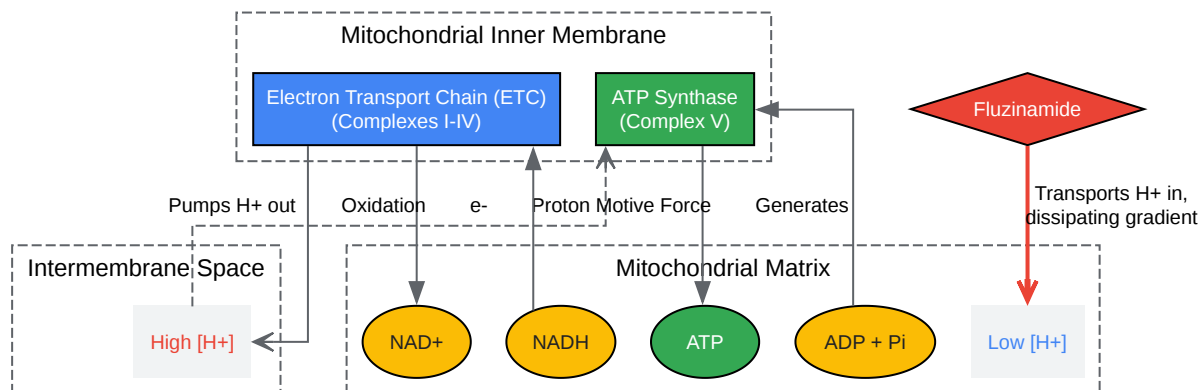 Mitochondrial Inner Membrane
Electron Transport Chain (ETC)
(Complexes I-IV)
ATP Synthase
(Complex V)
Fluzinamide
Pumps H+ out
Oxidation
e-
Proton Motive Force
Generates
Transports H+ in,
dissipating gradient
Intermembrane Space
Mitochondrial Matrix
High [H+]
NAD+
NADH
ATP
ADP + Pi
Low [H+]